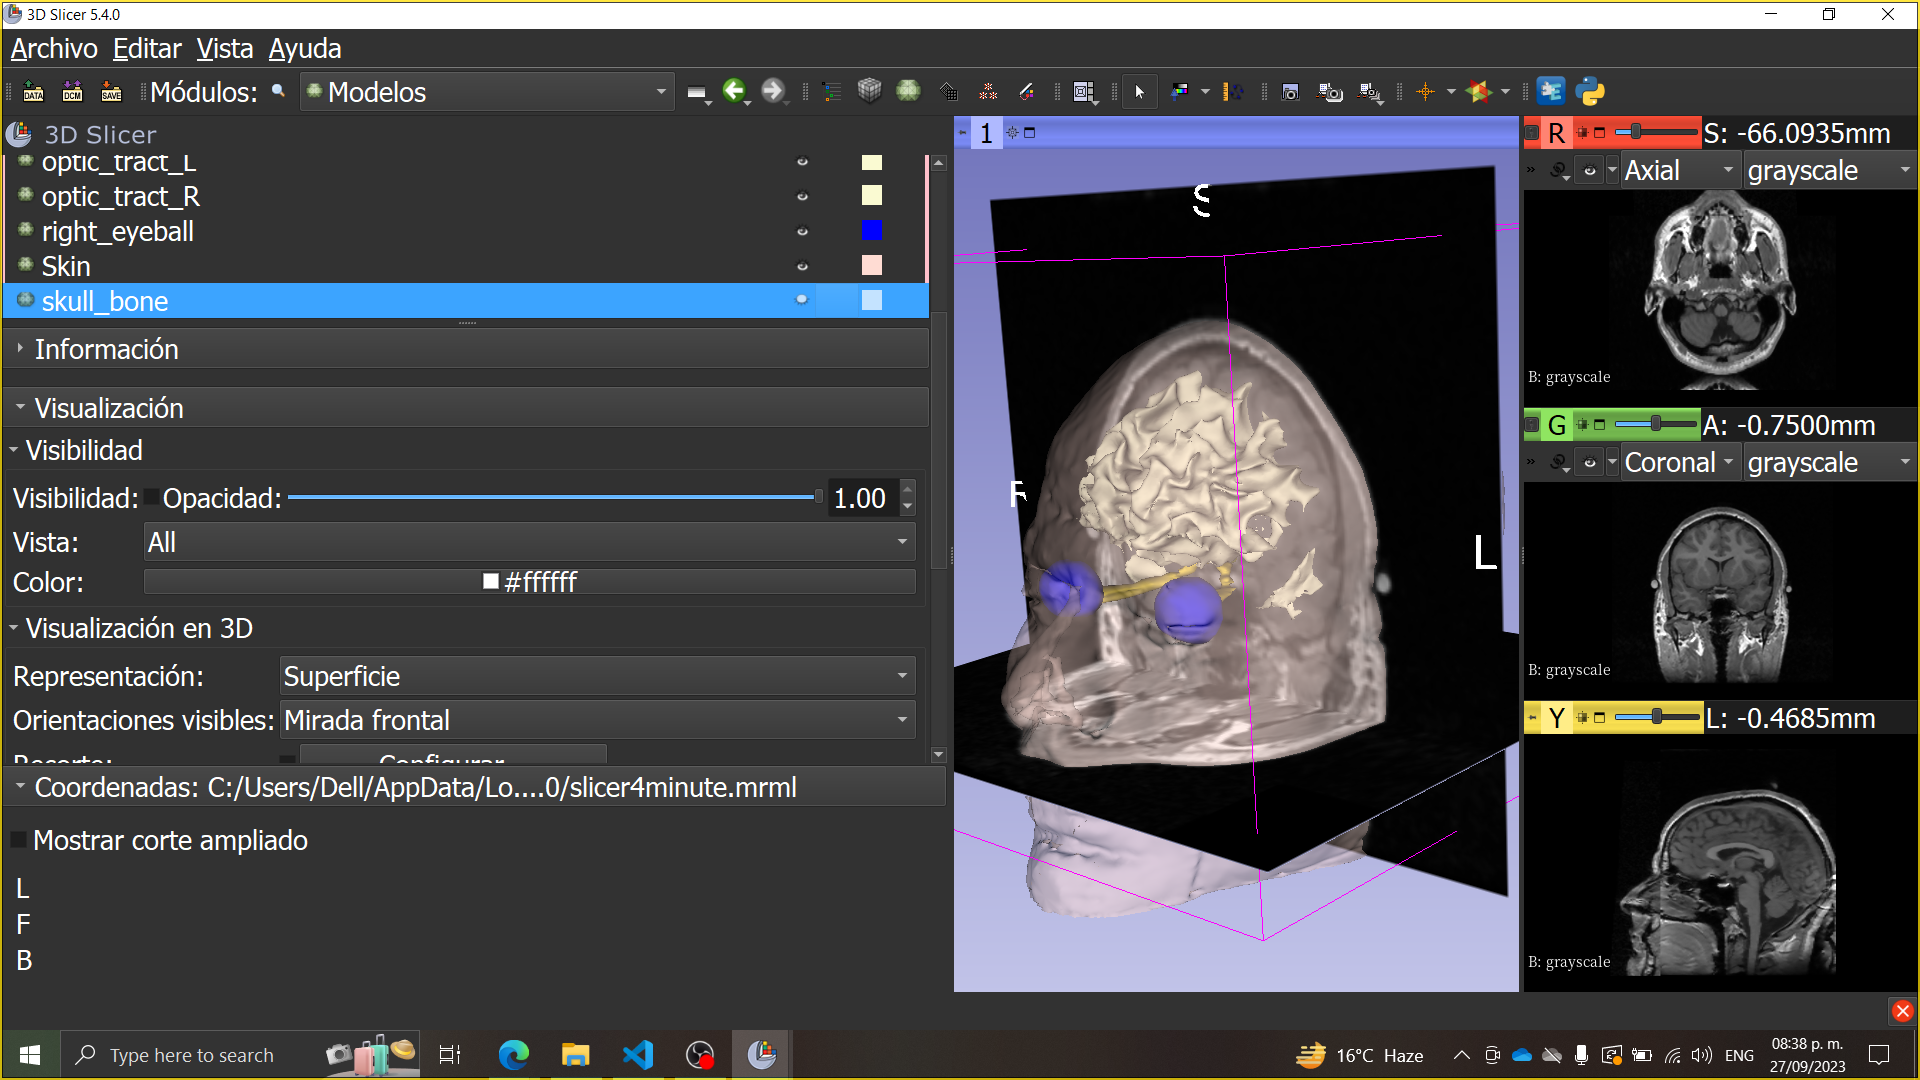 3D Slicer 5.4.0
Archivo Editar Vista Ayuda
DATA DCM SAVE Módulos: Modelos
3D Slicer
optic_tract_L
optic_tract_R
right_eyeball
Skin
skull_bone
Información
Visualización
Visibilidad
Visibilidad: Opacidad: 1.00
Vista: All
Color: #ffffff
Visualización en 3D
Representación: Superficie
Orientaciones visibles: Mirada frontal
Recorte: Configurar
Coordenadas: C:/Users/Dell/AppData/Lo....0/slicer4minute.mrml
Mostrar corte ampliado
L
F
B
1
S
R
L
R S: -66.0935mm
Axial grayscale
B: grayscale
G A: -0.7500mm
Coronal grayscale
B: grayscale
Y L: -0.4685mm
B: grayscale
Type here to search
16°C Haze
ENG
08:38 p. m.
27/09/2023